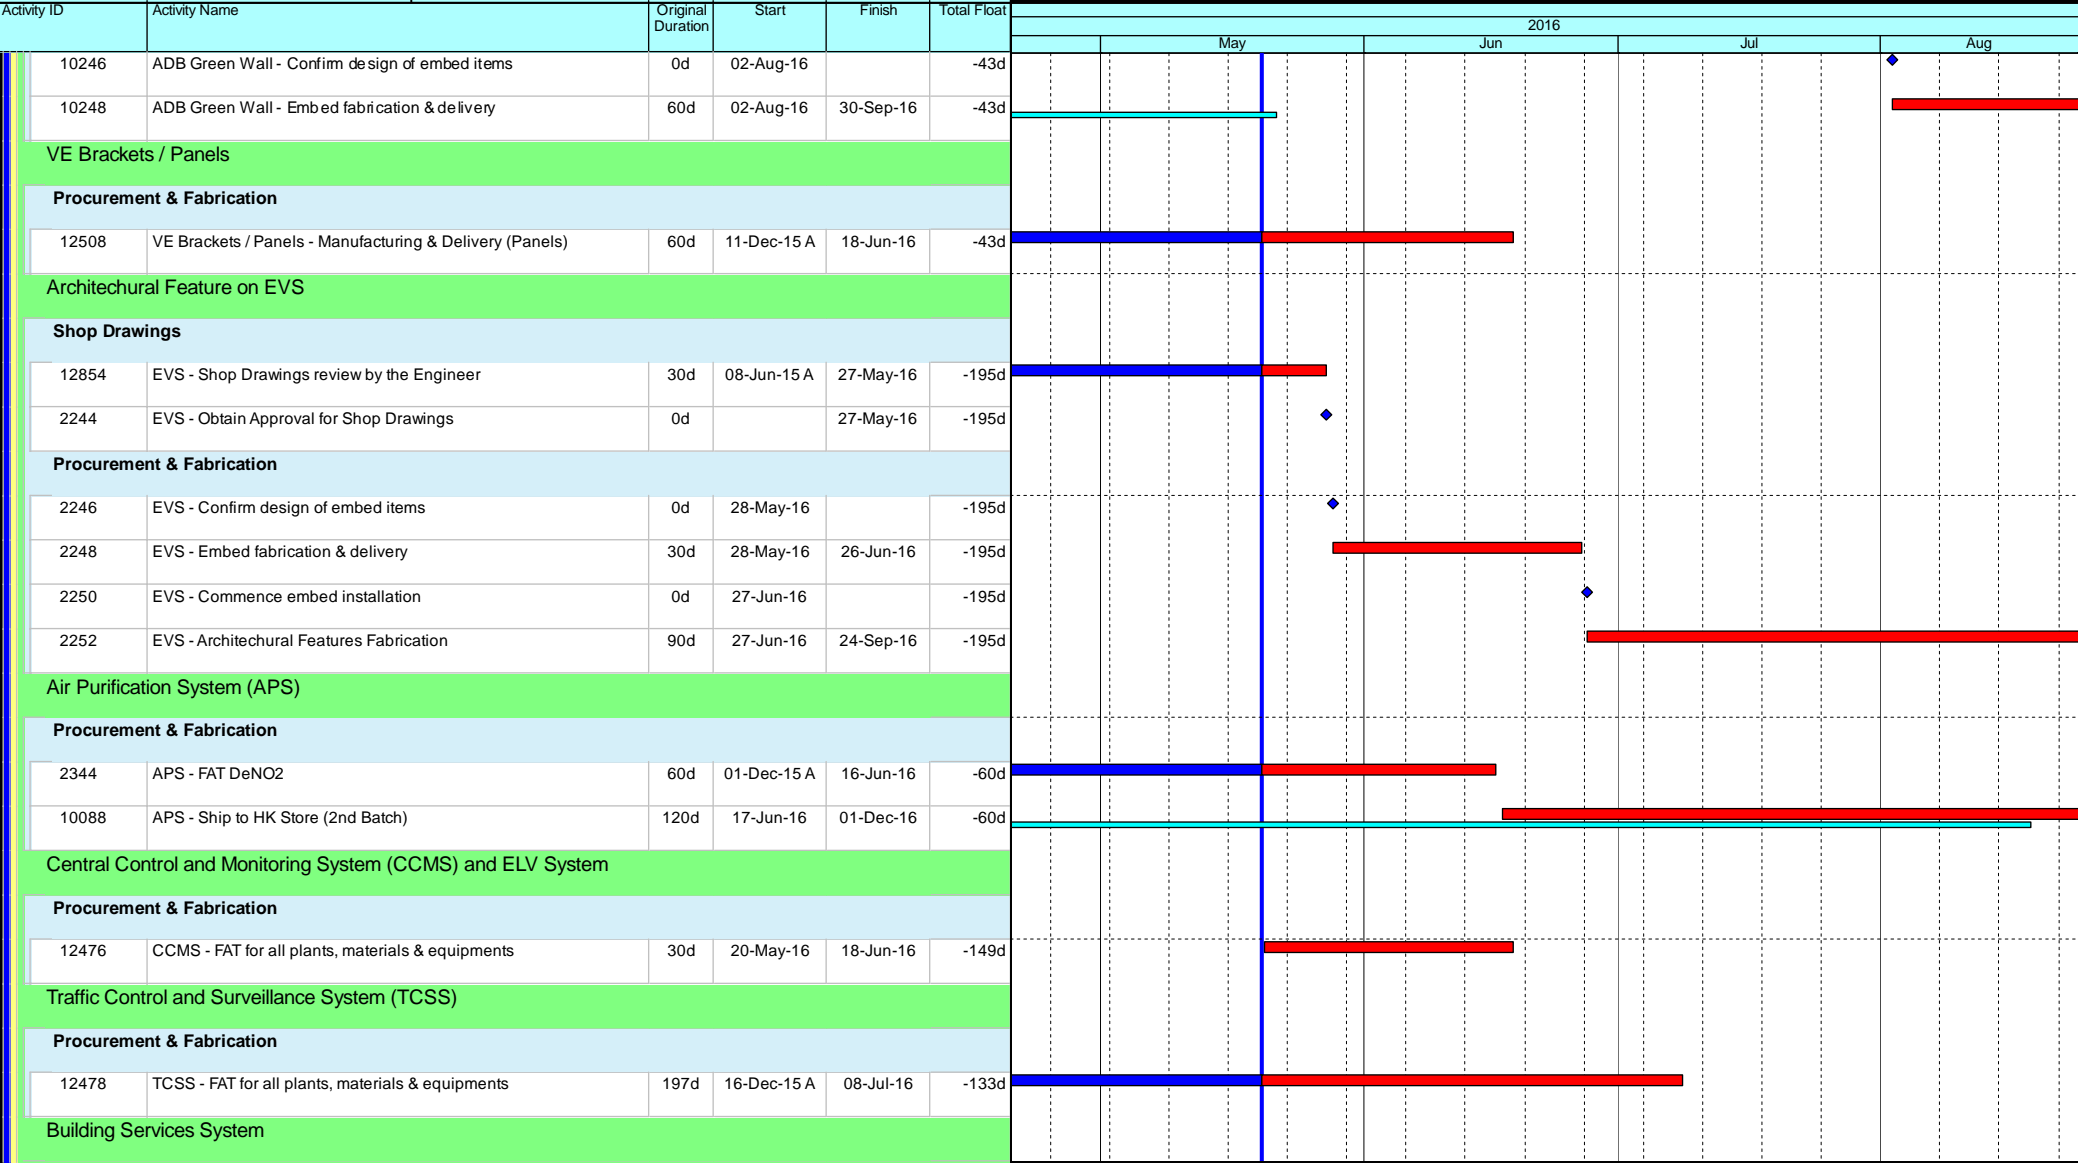 Activity ID Activity Name Original Duration Start Finish Total Float
2016
May Jun Jul Aug
10246 ADB Green Wall - Confirm design of embed items 0d 02-Aug-16 -43d
10248 ADB Green Wall - Embed fabrication & delivery 60d 02-Aug-16 30-Sep-16 -43d
VE Brackets / Panels
Procurement & Fabrication
12508 VE Brackets / Panels - Manufacturing & Delivery (Panels) 60d 11-Dec-15 A 18-Jun-16 -43d
Architechural Feature on EVS
Shop Drawings
12854 EVS - Shop Drawings review by the Engineer 30d 08-Jun-15 A 27-May-16 -195d
2244 EVS - Obtain Approval for Shop Drawings 0d 27-May-16 -195d
Procurement & Fabrication
2246 EVS - Confirm design of embed items 0d 28-May-16 -195d
2248 EVS - Embed fabrication & delivery 30d 28-May-16 26-Jun-16 -195d
2250 EVS - Commence embed installation 0d 27-Jun-16 -195d
2252 EVS - Architechural Features Fabrication 90d 27-Jun-16 24-Sep-16 -195d
Air Purification System (APS)
Procurement & Fabrication
2344 APS - FAT DeNO2 60d 01-Dec-15 A 16-Jun-16 -60d
10088 APS - Ship to HK Store (2nd Batch) 120d 17-Jun-16 01-Dec-16 -60d
Central Control and Monitoring System (CCMS) and ELV System
Procurement & Fabrication
12476 CCMS - FAT for all plants, materials & equipments 30d 20-May-16 18-Jun-16 -149d
Traffic Control and Surveillance System (TCSS)
Procurement & Fabrication
12478 TCSS - FAT for all plants, materials & equipments 197d 16-Dec-15 A 08-Jul-16 -133d
Building Services System